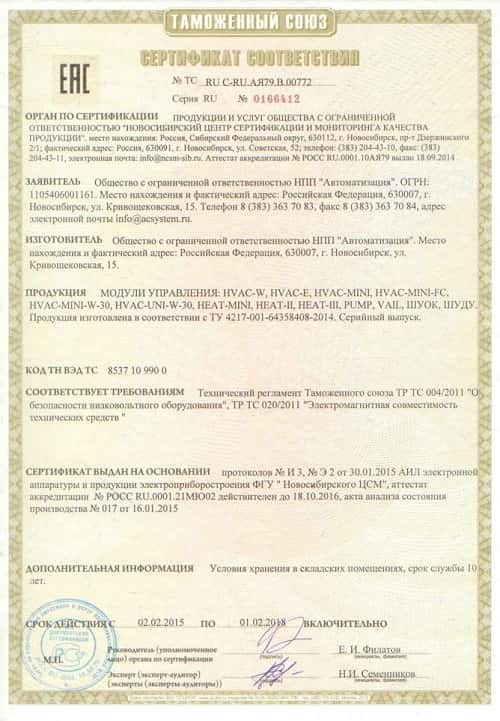 ТАМОЖЕННЫЙ СОЮЗ
СЕРТИФИКАТ СООТВЕТСТВИЯ
ЕАС
№ ТС RU C-RU.АЯ79.В.00772
Серия RU № 0166412
ОРГАН ПО СЕРТИФИКАЦИИ ПРОДУКЦИИ И УСЛУГ ОБЩЕСТВА С ОГРАНИЧЕННОЙ
ОТВЕТСТВЕННОСТЬЮ "НОВОСИБИРСКИЙ ЦЕНТР СЕРТИФИКАЦИИ И МОНИТОРИНГА КАЧЕСТВА
ПРОДУКЦИИ". место нахождения: Россия, Сибирский Федеральный округ, 630112, г. Новосибирск, пр-т Дзержинского
2/1; фактический адрес: Россия, 630091, г. Новосибирск, ул. Советская, 52; телефон: (383) 204-43-10, факс: (383)
204-43-11, электронная почта: info@ncsm-sib.ru. Аттестат аккредитации № РОСС RU.0001.10АЯ79 выдан 18.09.2014 .
ЗАЯВИТЕЛЬ Общество с ограниченной ответственностью НПП "Автоматизация". ОГРН:
1105406001161. Место нахождения и фактический адрес: Российская Федерация, 630007, г.
Новосибирск, ул. Кривощековская, 15. Телефон 8 (383) 363 70 83, факс 8 (383) 363 70 84, адрес
электронной почты info@acsystem.ru.
ИЗГОТОВИТЕЛЬ Общество с ограниченной ответственностью НПП "Автоматизация". Место
нахождения и фактический адрес: Российская Федерация, 630007, г. Новосибирск, ул.
Кривощековская, 15.
ПРОДУКЦИЯ МОДУЛИ УПРАВЛЕНИЯ: HVAC-W, HVAC-E, HVAC-MINI, HVAC-MINI-FC,
HVAC-MINI-W-30, HVAC-UNI-W-30, HEAT-MINI, HEAT-II, HEAT-III, PUMP, VAIL, ШУОК, ШУДУ.
Продукция изготовлена в соответствии с ТУ 4217-001-64358408-2014. Серийный выпуск.
КОД ТН ВЭД ТС 8537 10 990 0
СООТВЕТСТВУЕТ ТРЕБОВАНИЯМ Технический регламент Таможенного союза ТР ТС 004/2011 "О
безопасности низковольтного оборудования", ТР ТС 020/2011 "Электромагнитная совместимость
технических средств "
СЕРТИФИКАТ ВЫДАН НА ОСНОВАНИИ протоколов № И 3, № Э 2 от 30.01.2015 АИЛ электронной
аппаратуры и продукции электроприборостроения ФГУ " Новосибирского ЦСМ", аттестат
аккредитации № РОСС RU.0001.21МЮ02 действителен до 18.10.2016, акта анализа состояния
производства № 017 от 16.01.2015
ДОПОЛНИТЕЛЬНАЯ ИНФОРМАЦИЯ Условия хранения в складских помещениях, срок службы 10
лет.
СРОК ДЕЙСТВИЯ С 02.02.2015 ПО 01.02.2018 ВКЛЮЧИТЕЛЬНО
М.П.
Руководитель (уполномоченное
лицо) органа по сертификации
(подпись)
Е. И. Филатов
(инициалы, фамилия)
Эксперт (эксперт-аудитор)
(эксперты (эксперты-аудиторы))
(подпись)
Н.И. Семенников
(инициалы, фамилия)